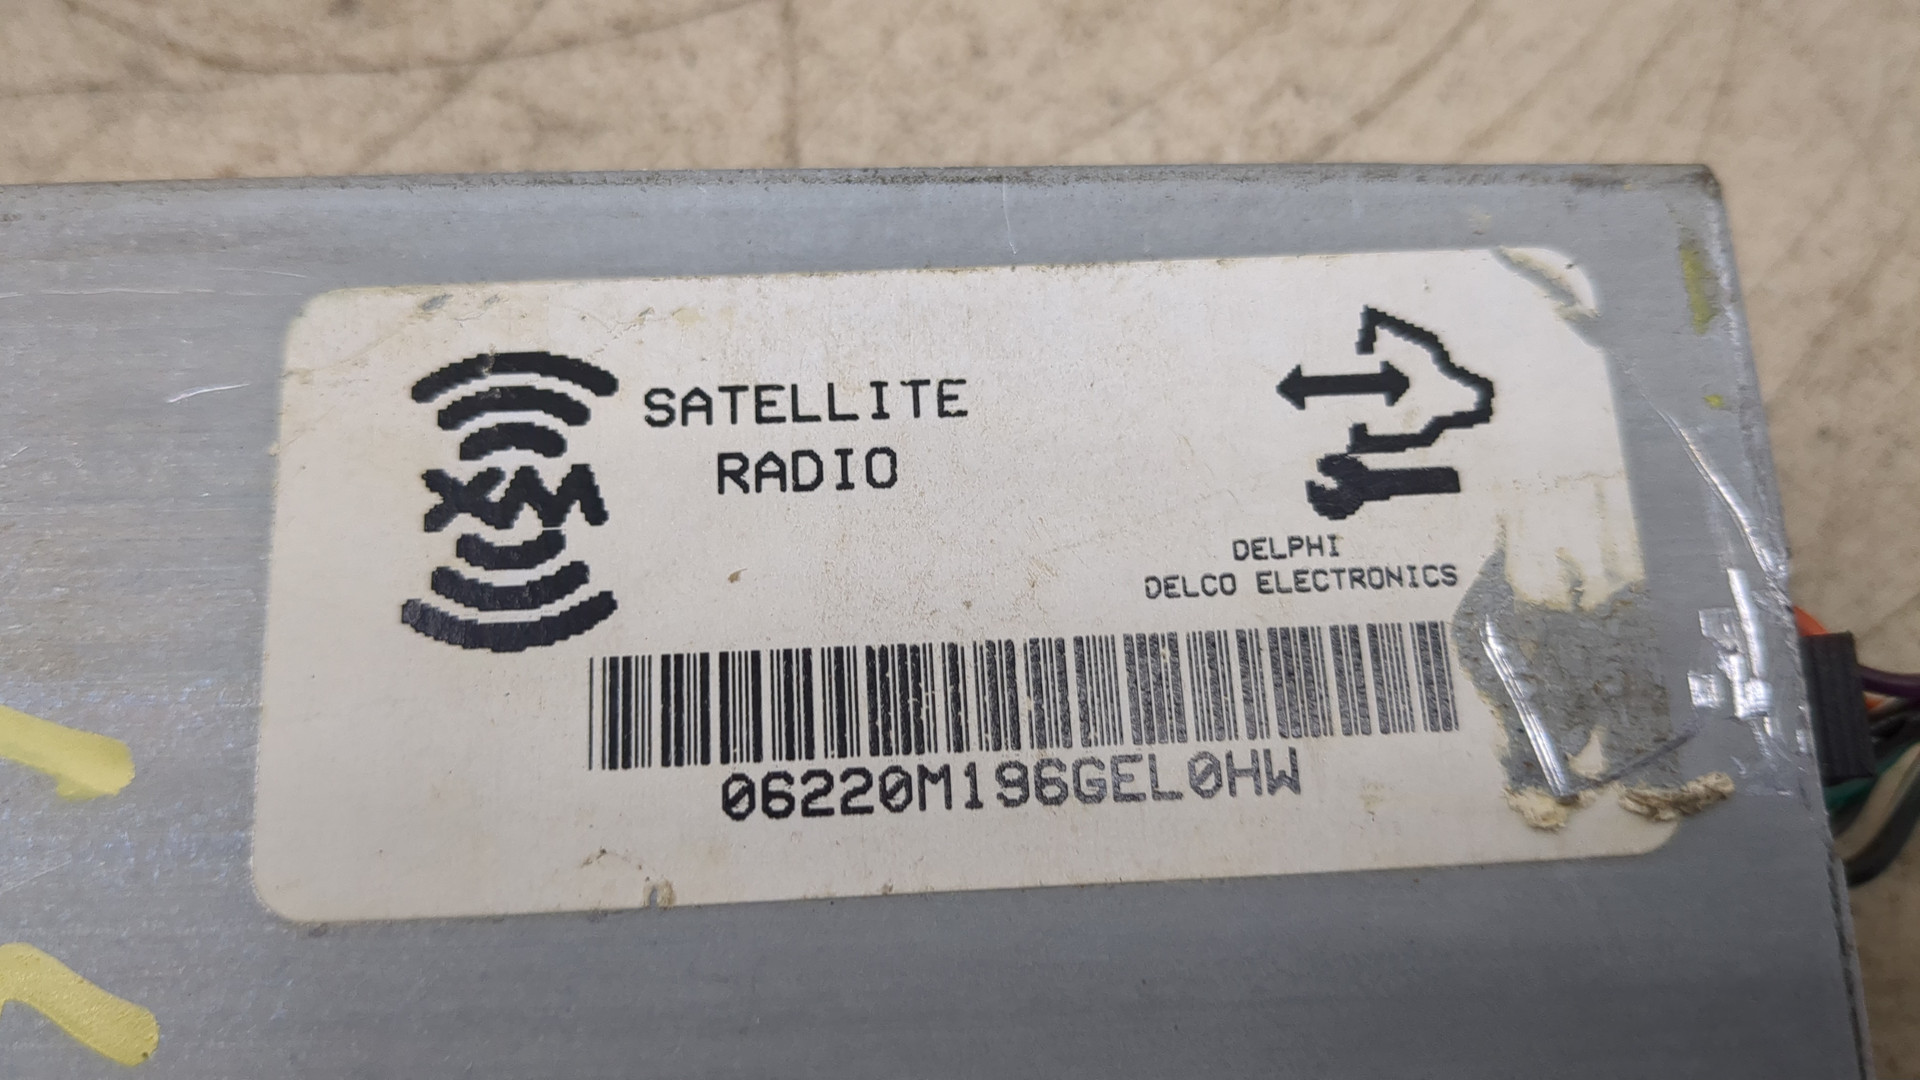 XM
SATELLITE
RADIO
DELPHI
DELCO ELECTRONICS
06220M196GEL0HW